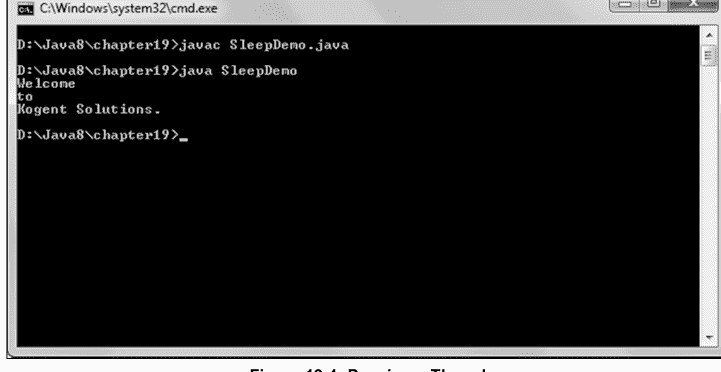 C:\Windows\system32\cmd.exe
D:\Java8\chapter19>javac SleepDemo.java
D:\Java8\chapter19>java SleepDemo
Welcome
to
Kogent Solutions.
D:\Java8\chapter19>_